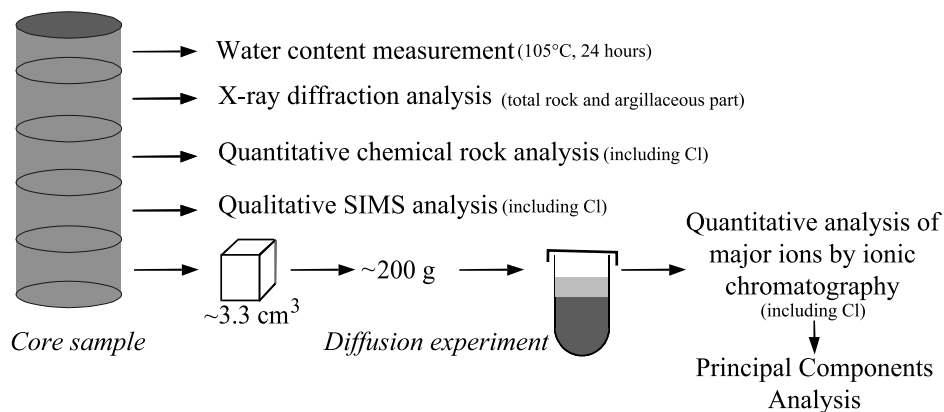 Water content measurement (105°C, 24 hours)
X-ray diffraction analysis (total rock and argillaceous part)
Quantitative chemical rock analysis (including Cl)
Qualitative SIMS analysis (including Cl)
~3.3 cm³
~200 g
Quantitative analysis of
major ions by ionic
chromatography
(including Cl)
Core sample
Diffusion experiment
Principal Components
Analysis